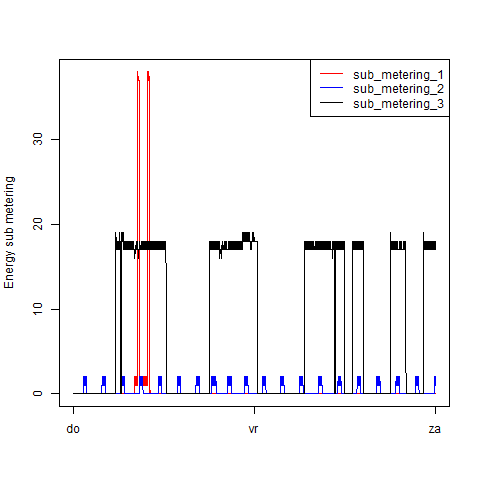 sub_metering_1
sub_metering_2
sub_metering_3
Energy sub metering
30
20
10
0
do vr za